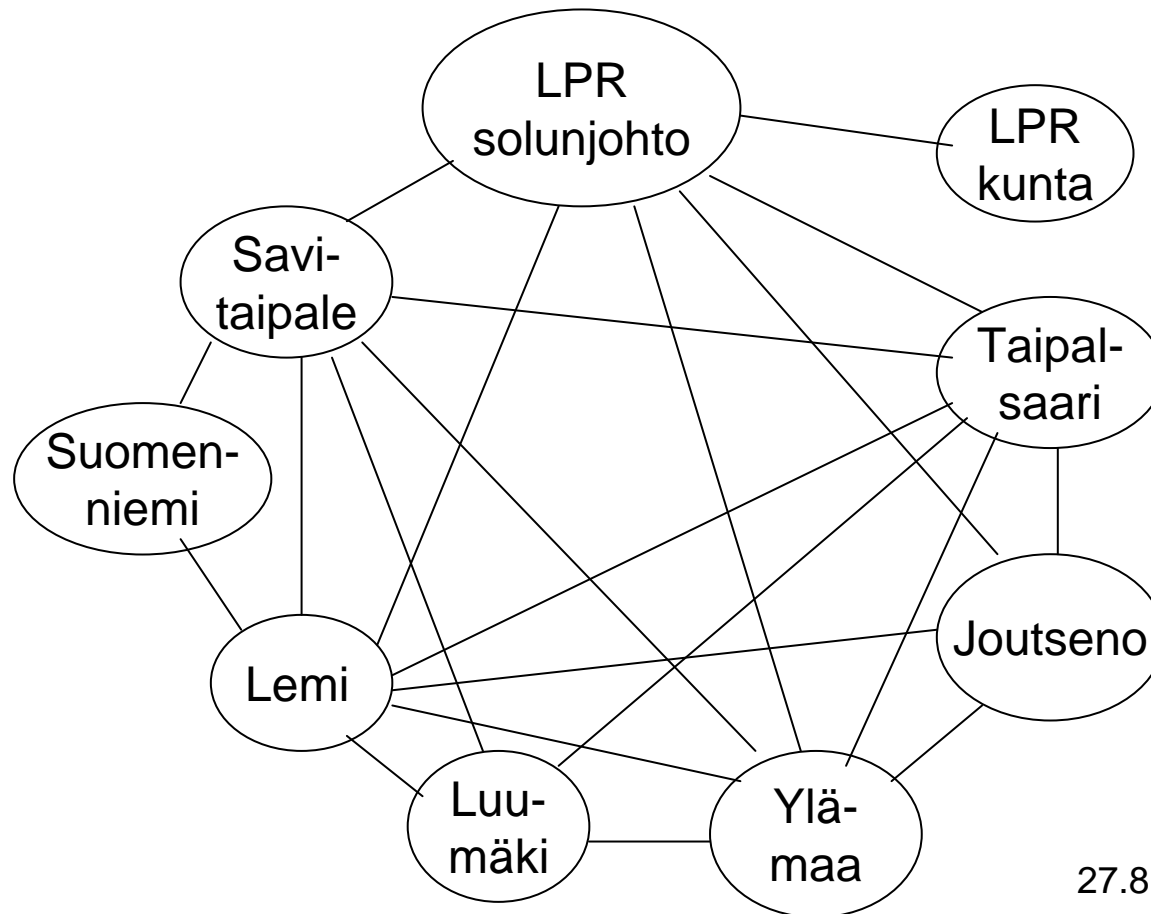 LPR
solunjohto
LPR
kunta
Savi-
taipale
Taipal-
saari
Suomen-
niemi
Joutseno
Lemi
Luu-
mäki
Ylä-
maa
27.8